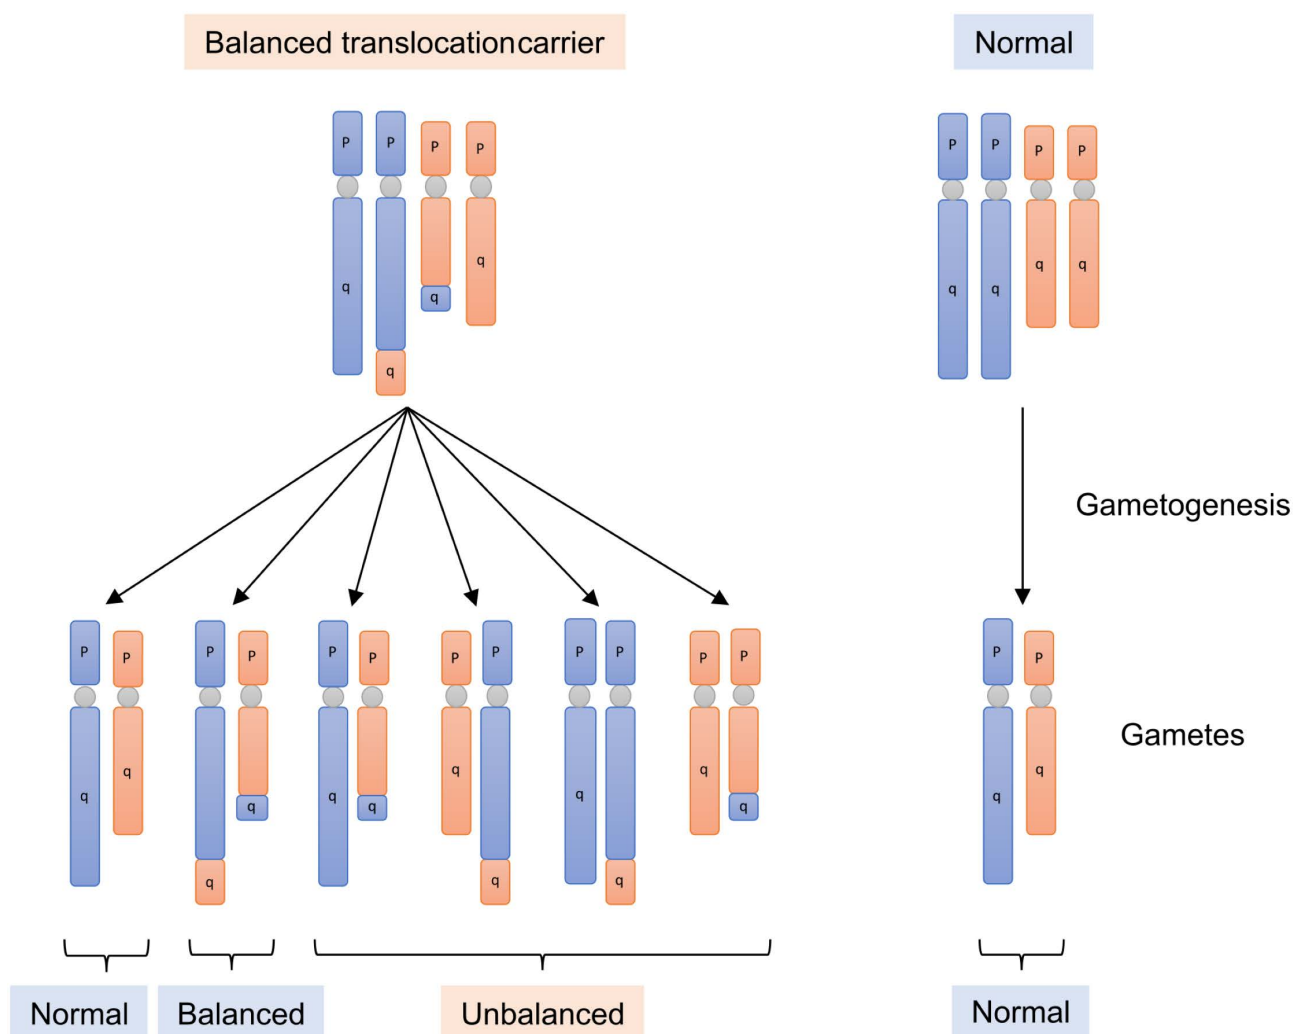 Balanced translocationcarrier
Normal
P P P P
P P P P
q q
q q q q
q
q
Gametogenesis
P P P P P P P P P P P P
P P
q q q q q q q q q q
q q
q q q q q q
Gametes
Normal
Balanced
Unbalanced
Normal